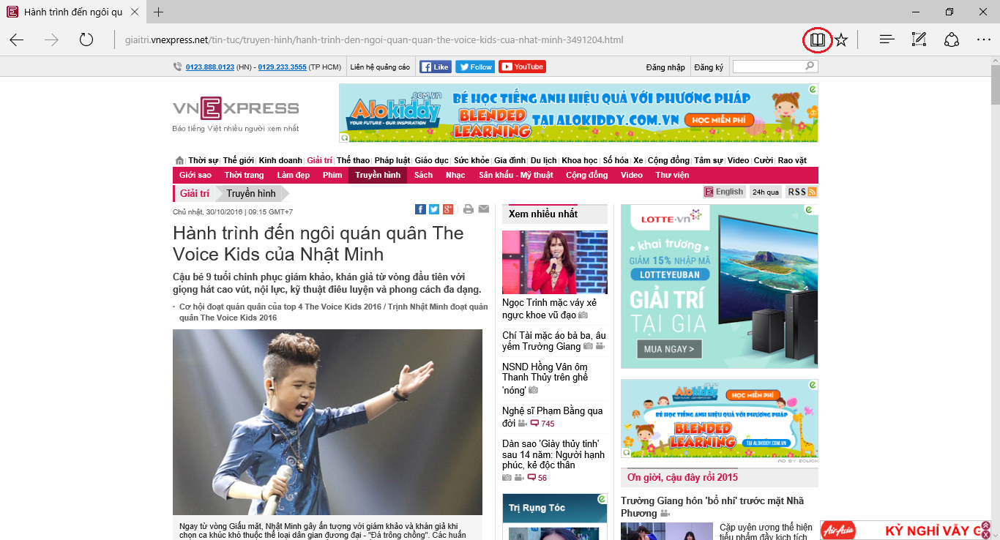 Hành trình đến ngôi qu
giaitri.vnexpress.net/tin-tuc/truyen-hinh/hanh-trinh-den-ngoi-quan-quan-the-voice-kids-cua-nhat-minh-3491204.html
0123.888.0123 (HN) - 0129.233.3555 (TP HCM) Liên hệ quảng cáo Like Follow YouTube Đăng nhập Đăng ký
VNEXPRESS
Báo tiếng Việt nhiều người xem nhất
Alokiddy.com.vn
YOUR FUTURE - OUR INSPIRATION
BÉ HỌC TIẾNG ANH HIỆU QUẢ VỚI PHƯƠNG PHÁP
BLENDED LEARNING TẠI ALOKIDDY.COM.VN HỌC MIỄN PHÍ
Thời sự Thế giới Kinh doanh Giải trí Thể thao Pháp luật Giáo dục Sức khỏe Gia đình Du lịch Khoa học Số hóa Xe Cộng đồng Tâm sự Video Cười Rao vặt
Giới sao Thời trang Làm đẹp Phim Truyền hình Sách Nhạc Sân khấu - Mỹ thuật Cộng đồng Video Thư viện
Giải trí Truyền hình E English 24h qua RSS
Chủ nhật, 30/10/2016 | 09:15 GMT+7
Hành trình đến ngôi quán quân The
Voice Kids của Nhật Minh
Cậu bé 9 tuổi chinh phục giám khảo, khán giả từ vòng đầu tiên với
giọng hát cao vút, nội lực, kỹ thuật điêu luyện và phong cách đa dạng.
- Cơ hội đoạt quán quân của top 4 The Voice Kids 2016 / Trịnh Nhật Minh đoạt quán
quân The Voice Kids 2016
Ngay từ vòng Giấu mặt, Nhật Minh gây ấn tượng với giám khảo và khán giả khi
chọn ca khúc khó thuộc thể loại dân gian đương đại - "Đá trông chồng". Các huấn
Xem nhiều nhất
Ngọc Trinh mặc váy xẻ
ngực khoe vũ đạo
Chí Tài mặc áo bà ba, âu
yếm Trường Giang
NSND Hồng Vân ôm
Thanh Thủy trên ghế
'nóng'
Nghệ sĩ Phạm Bằng qua
đời 745
Dàn sao 'Giày thủy tinh'
sau 14 năm: Người hạnh
phúc, kẻ độc thân
56
Trị Rụng Tóc
LOTTE.VN
khai trương
GIẢM 15% NHẬP MÃ
LOTTEYEUBAN
GIẢI TRÍ
TẠI GIA
MUA NGAY >
Alokiddy HỌC MIỄN PHÍ
BÉ HỌC TIẾNG ANH HIỆU QUẢ VỚI PHƯƠNG PHÁP
BLENDED
LEARNING TẠI ALOKIDDY.COM.VN
AD BY ECLICK
Ơn giời, cậu đây rồi 2015
Trường Giang hôn 'bồ nhí' trước mặt Nhã
Phương
Cặp uyên ương thể hiện
tiểu phẩm đầy kịch tích
AirAsia KỲ NGHỈ VẪY G